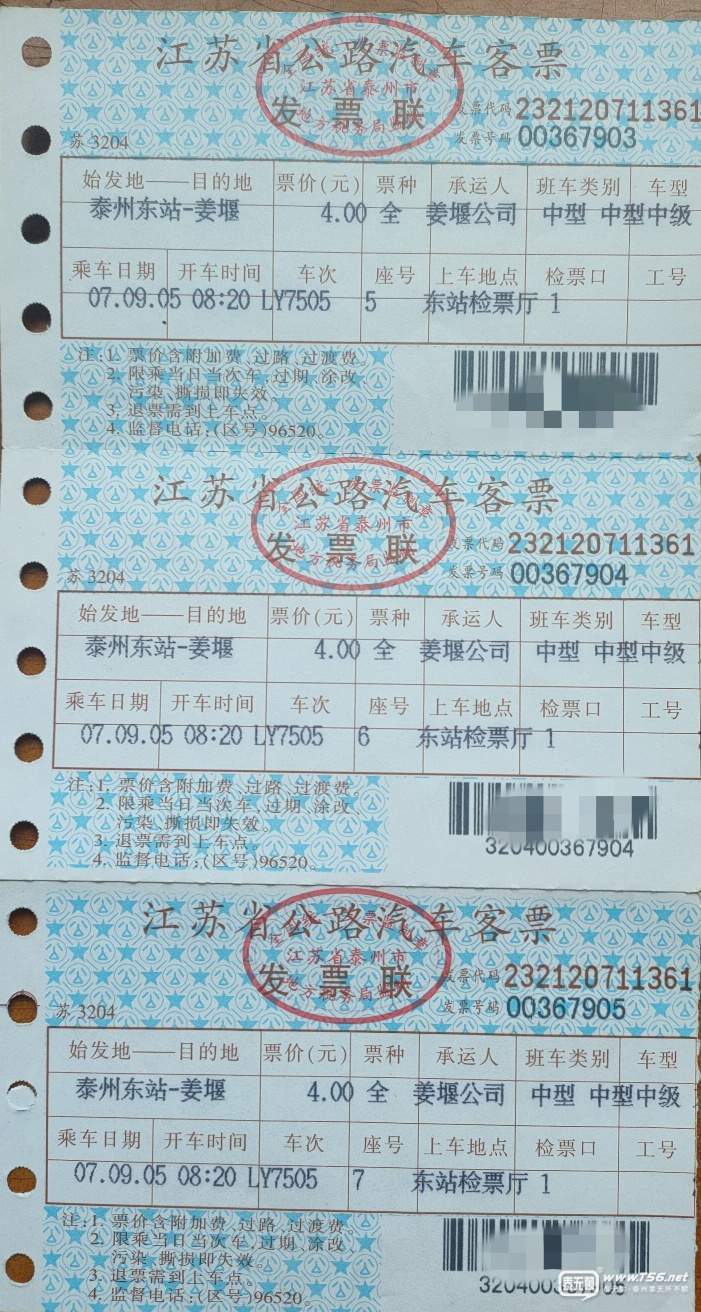 江苏省公路汽车客票
江苏省泰州市
发票联
地方税务局监
发票代码 232120711361
发票号码 00367903
苏 3204
始发地——目的地 票价(元) 票种 承运人 班车类别 车型
泰州东站-姜堰 4.00 全 姜堰公司 中型 中型中级
乘车日期 开车时间 车次 座号 上车地点 检票口 工号
07.09.05 08:20 LY7505 5 东站检票厅 1
注:1. 票价含附加费、过路、过渡费。
2. 限乘当日当次车、过期、涂改、
污染、撕损即失效。
3. 退票需到上车点。
4. 监督电话:(区号)96520。
江苏省公路汽车客票
江苏省泰州市
发票联
地方税务局监
发票代码 232120711361
发票号码 00367904
苏 3204
始发地——目的地 票价(元) 票种 承运人 班车类别 车型
泰州东站-姜堰 4.00 全 姜堰公司 中型 中型中级
乘车日期 开车时间 车次 座号 上车地点 检票口 工号
07.09.05 08:20 LY7505 6 东站检票厅 1
注:1. 票价含附加费、过路、过渡费。
2. 限乘当日当次车、过期、涂改、
污染、撕损即失效。
3. 退票需到上车点。
4. 监督电话:(区号)96520。
320400367904
江苏省公路汽车客票
江苏省泰州市
发票联
地方税务局监
发票代码 232120711361
发票号码 00367905
苏 3204
始发地——目的地 票价(元) 票种 承运人 班车类别 车型
泰州东站-姜堰 4.00 全 姜堰公司 中型 中型中级
乘车日期 开车时间 车次 座号 上车地点 检票口 工号
07.09.05 08:20 LY7505 7 东站检票厅 1
注:1. 票价含附加费、过路、过渡费。
2. 限乘当日当次车、过期、涂改、
污染、撕损即失效。
3. 退票需到上车点。
4. 监督电话:(区号)96520。
泰无聊 www.T56.net